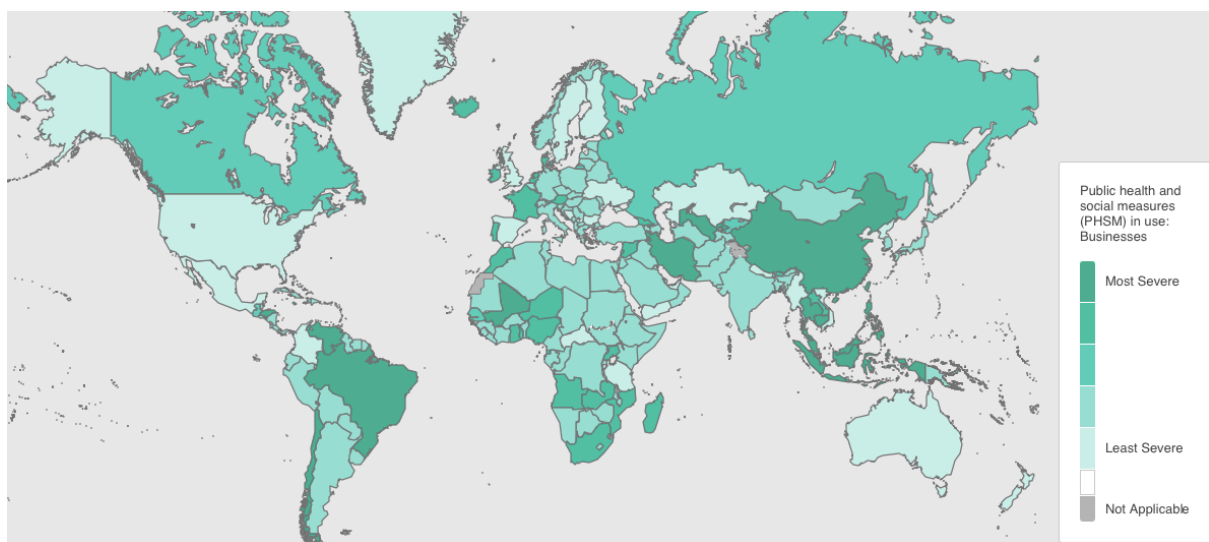 Public health and
social measures
(PHSM) in use:
Businesses
Most Severe
Least Severe
Not Applicable